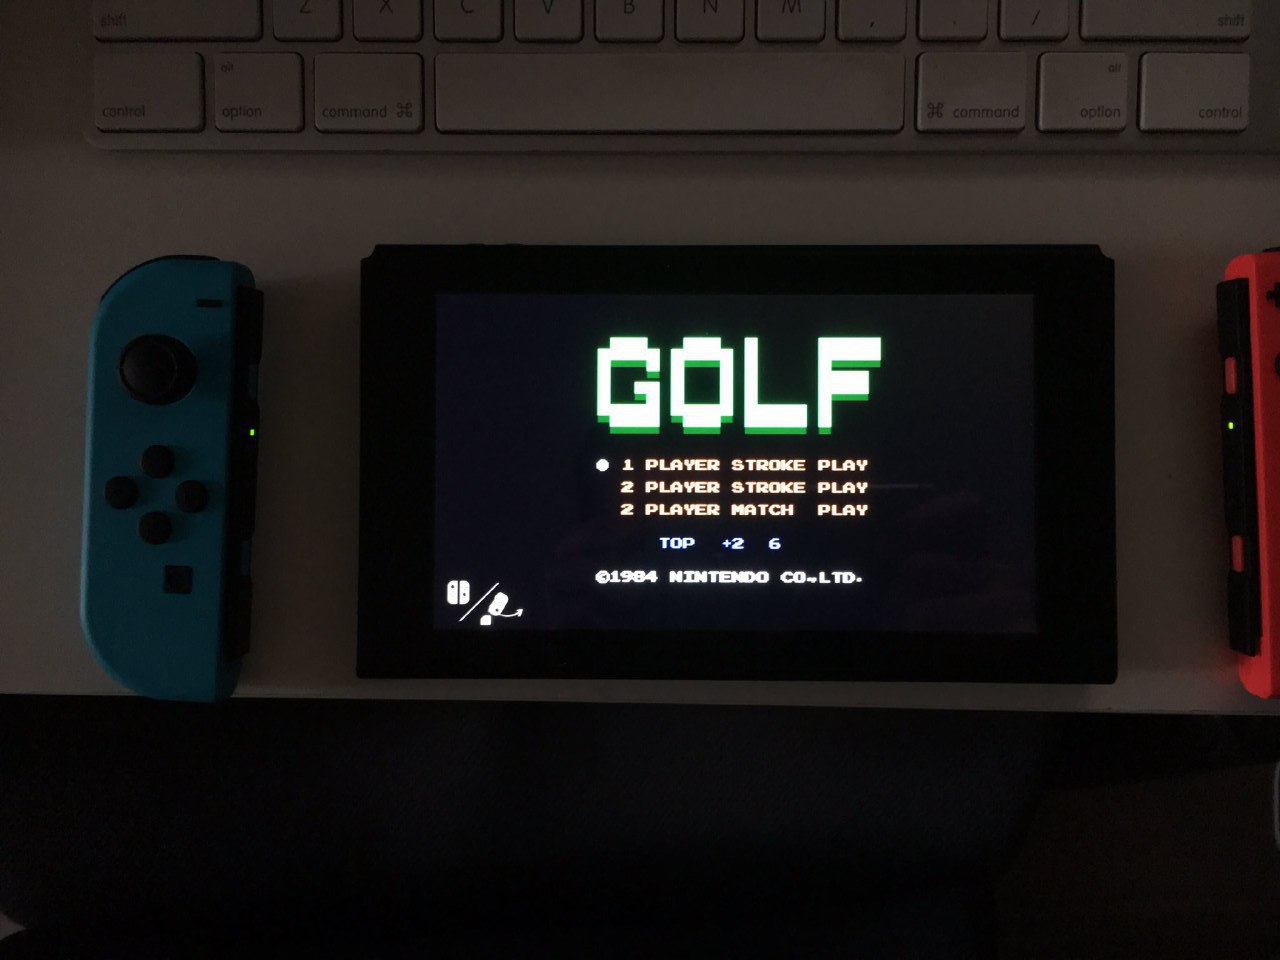 shift Z X C V B N M , . / shift
control alt option command ⌘ ⌘ command alt option control
GOLF
1 PLAYER STROKE PLAY
2 PLAYER STROKE PLAY
2 PLAYER MATCH PLAY
TOP +2 6
©1984 NINTENDO CO.,LTD.